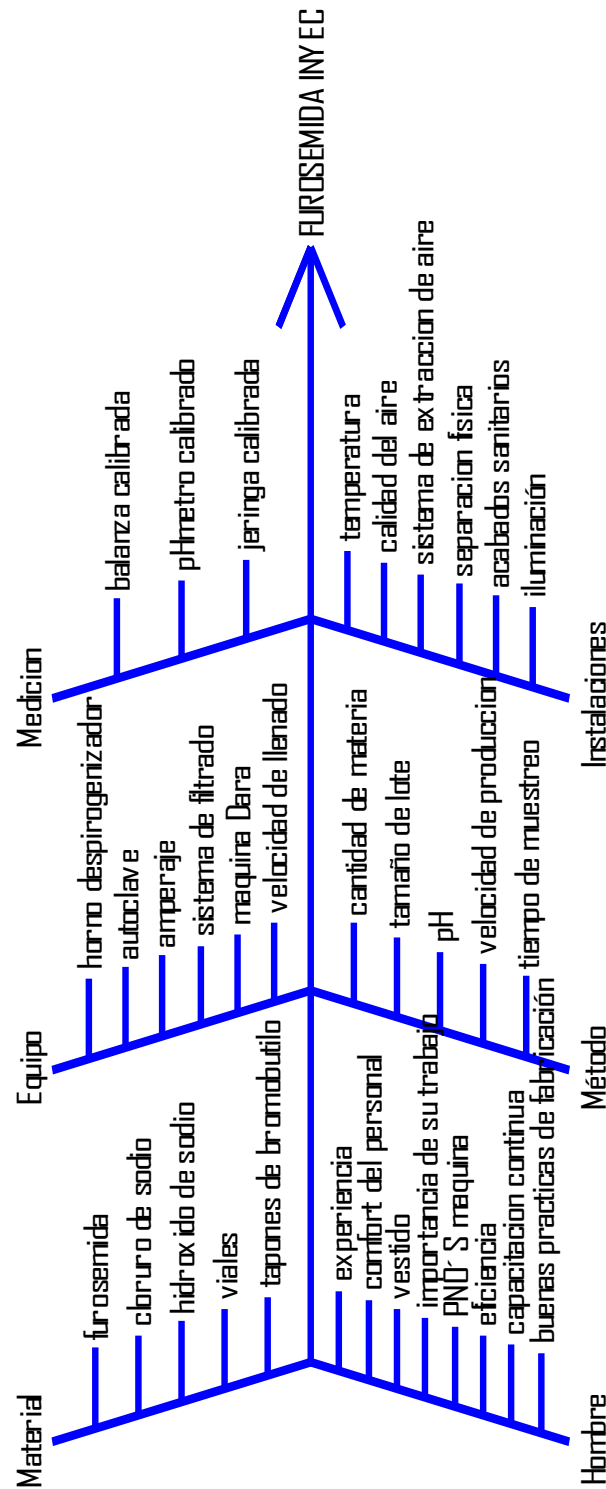 Material
Equipo
Medicion
furosemida
cloruro de sodio
hidroxido de sodio
viales
tapones de bromobutilo
horno despirogenizador
autoclave
amperaje
sistema de filtrado
maquina Dara
velocidad de llenado
balanza calibrada
pHmetro calibrado
jeringa calibrada
FUROSEMIDA INYEC
experiencia
comfort del personal
vestido
importancia de su trabajo
PNO´S maquina
eficiencia
capacitacion continua
buenas practicas de fabricación
cantidad de materia
tamaño de lote
pH
velocidad de produccion
tiempo de muestreo
temperatura
calidad del aire
sistema de extraccion de aire
separacion física
acabados sanitarios
iluminación
Hombre
Método
Instalaciones